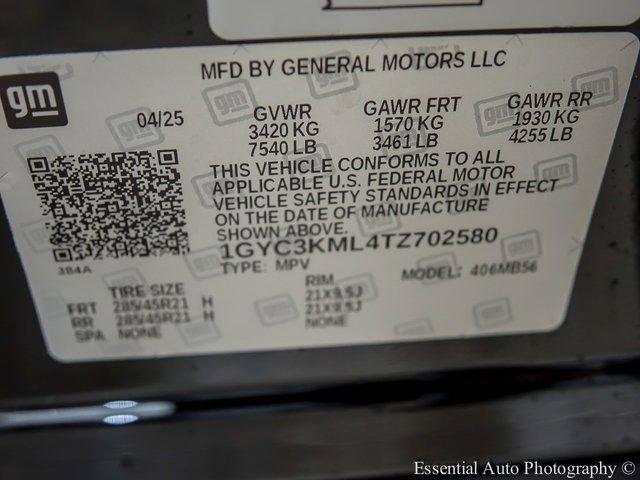 gm
MFD BY GENERAL MOTORS LLC
04/25
GVWR GAWR FRT GAWR RR
3420 KG 1570 KG 1930 KG
7540 LB 3461 LB 4255 LB
THIS VEHICLE CONFORMS TO ALL
APPLICABLE U.S. FEDERAL MOTOR
VEHICLE SAFETY STANDARDS IN EFFECT
ON THE DATE OF MANUFACTURE
SHOWN ABOVE.
1GYC3KML4TZ702580
TYPE: MPV MODEL: 406MB56
384A
TIRE SIZE RIM
FRT 285/45R21 H 21X9.5J
RR 285/45R21 H 21X9.5J
SPA NONE NONE
Essential Auto Photography ©